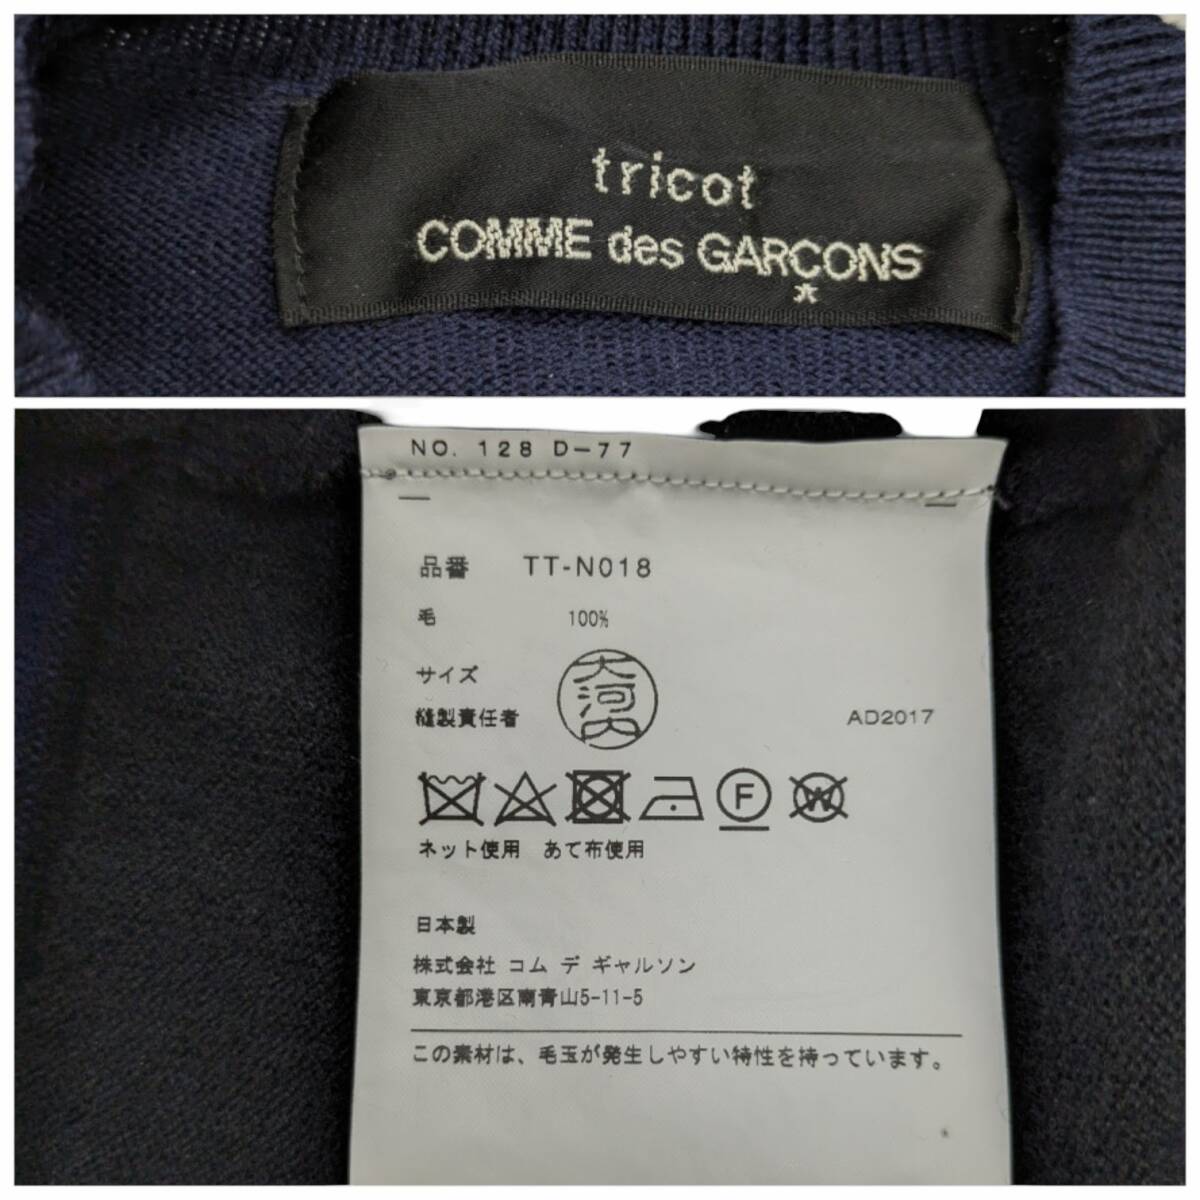 tricot
COMME des GARÇONS
NO. 128 D-77
品番 TT-N018
毛 100%
サイズ
縫製責任者 大河内 AD2017
F W
ネット使用 あて布使用
日本製
株式会社 コム デ ギャルソン
東京都港区南青山5-11-5
この素材は、毛玉が発生しやすい特性を持っています。